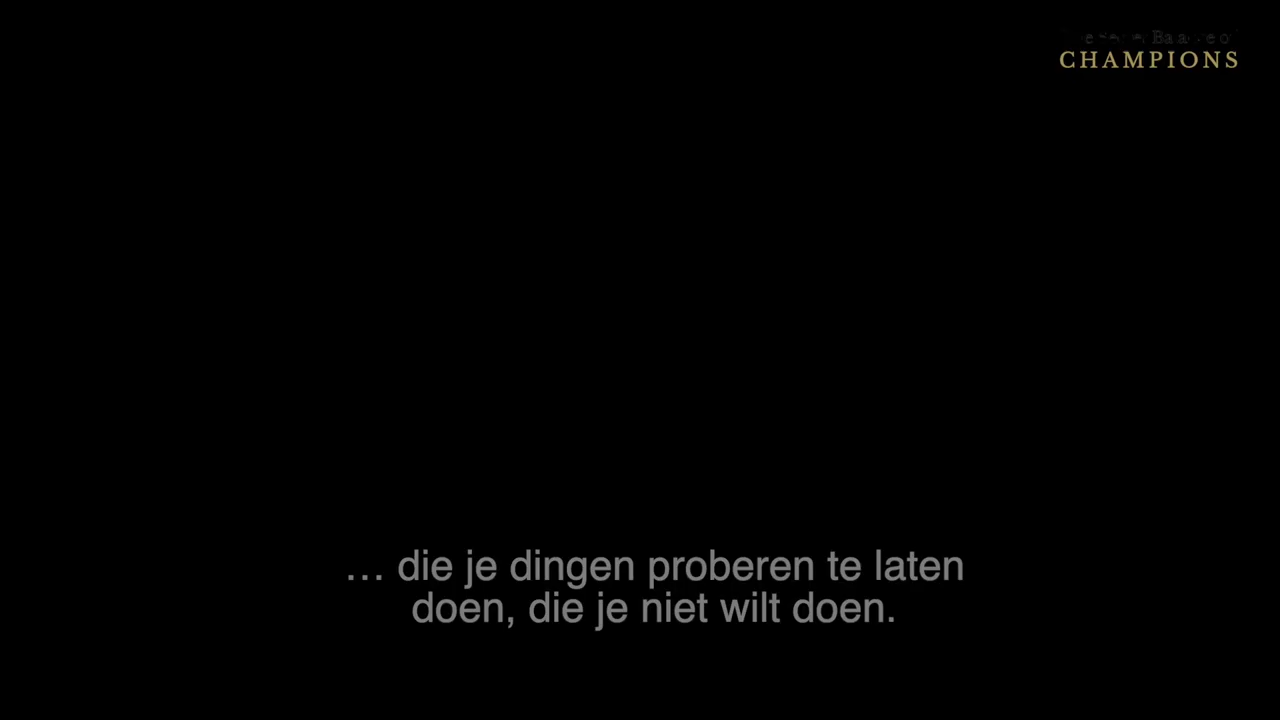 CHAMPIONS
… die je dingen proberen te laten
doen, die je niet wilt doen.